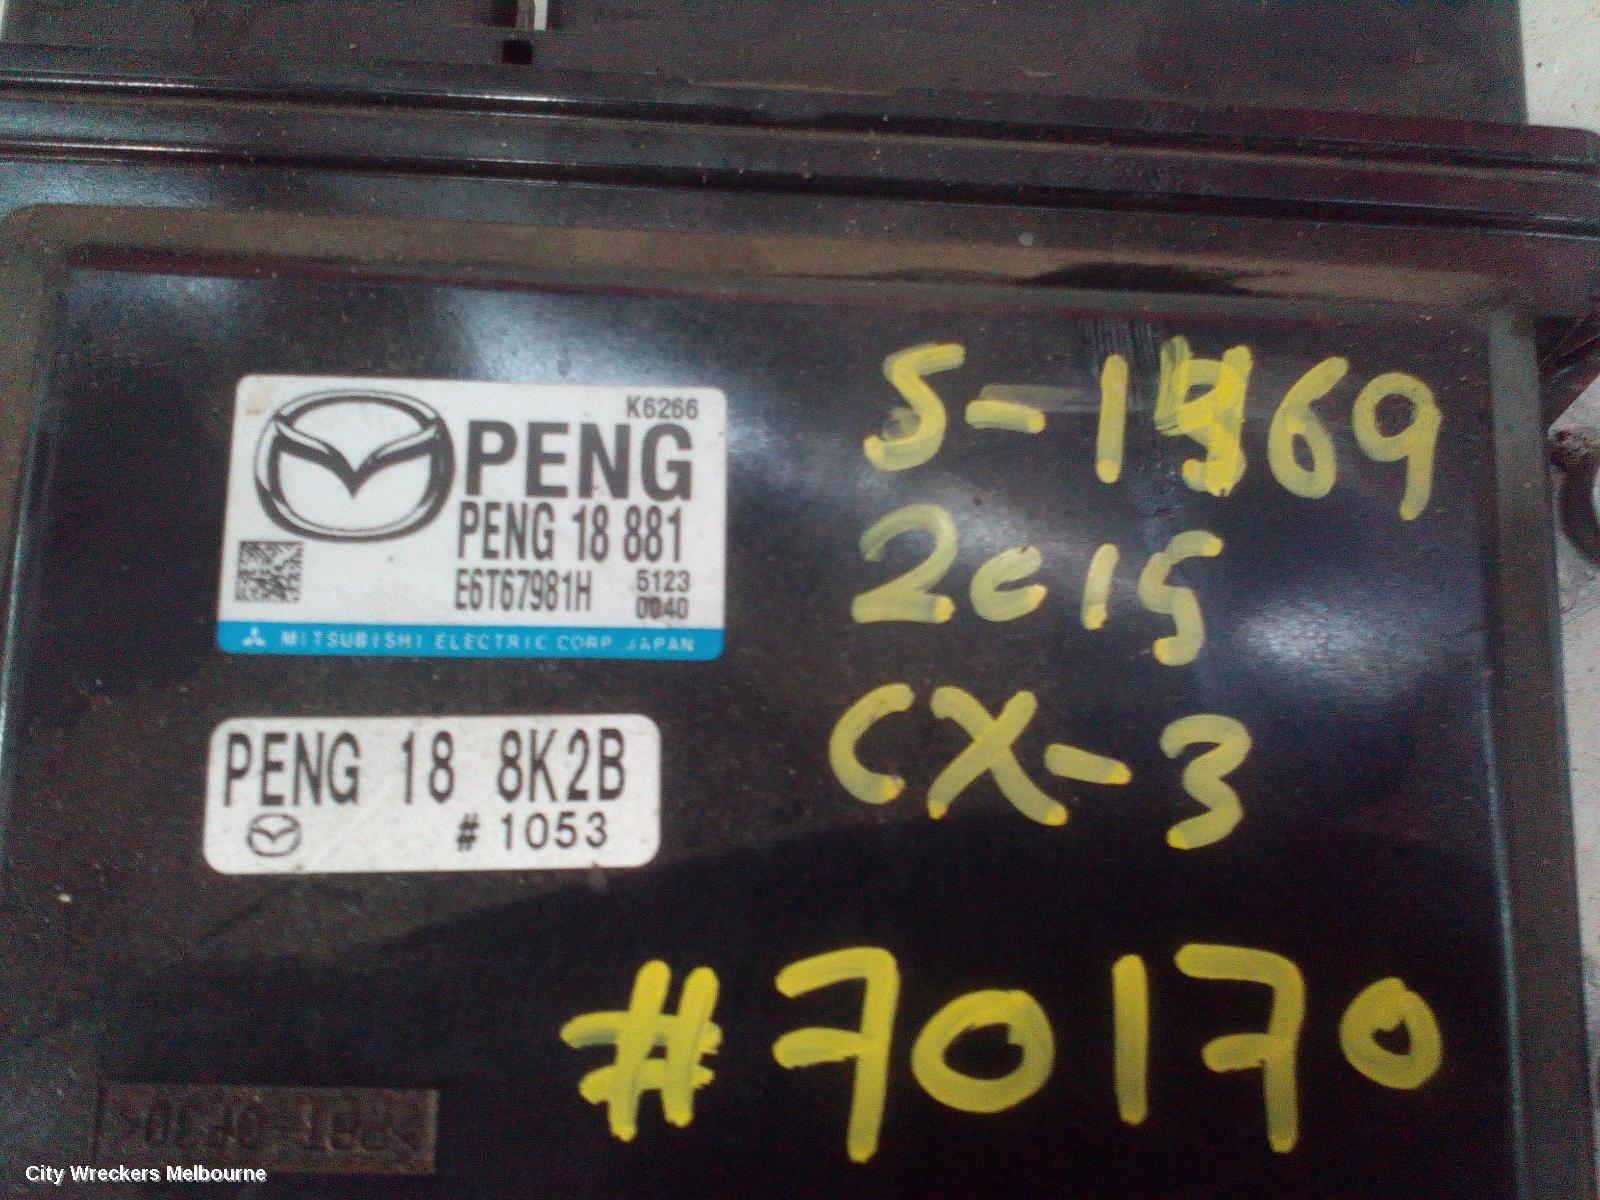 K6266
PENG
PENG 18 881
E6T67981H
5123
0040
MITSUBISHI ELECTRIC CORP. JAPAN
PENG 18 8K2B
# 1053
2015
CX-3
#70170
City Wreckers Melbourne